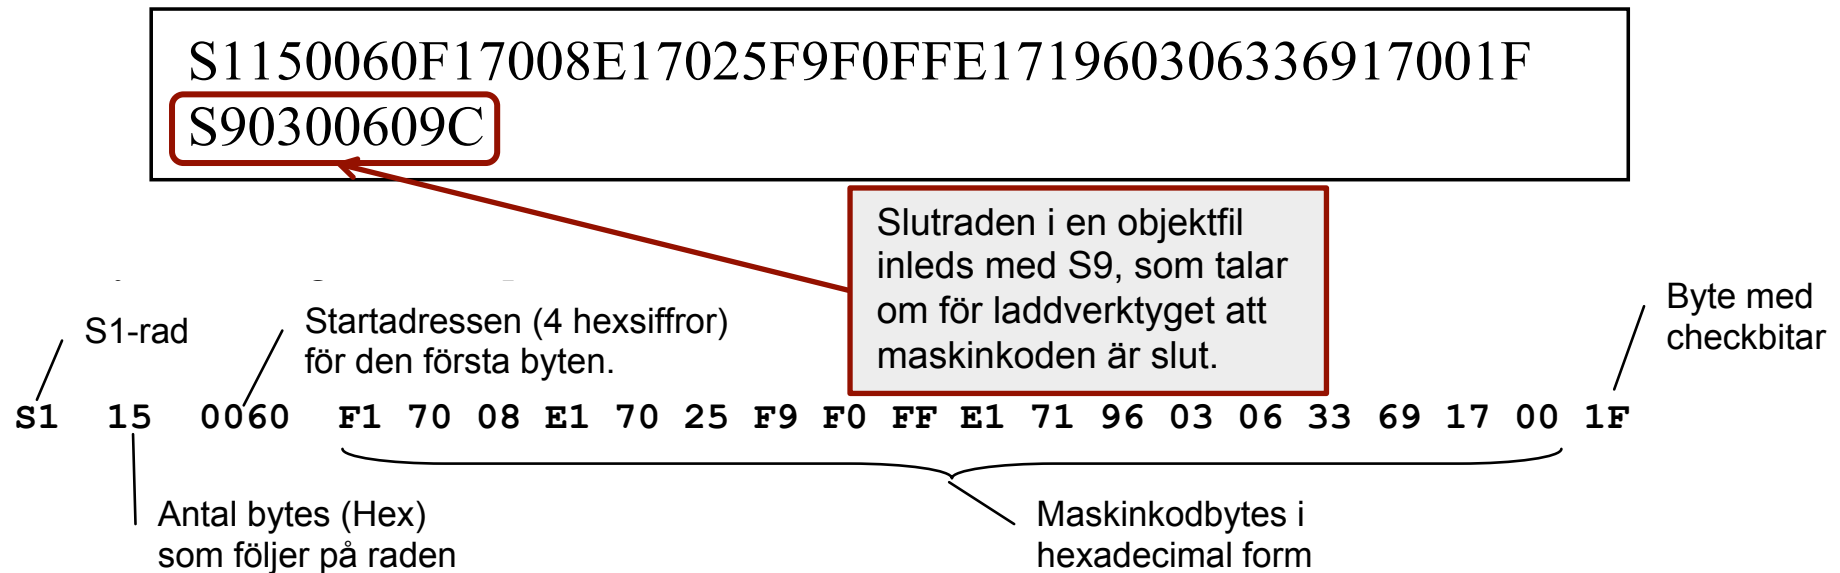 S1150060F17008E17025F9F0FFE171960306336917001F
S90300609C
Slutraden i en objektfil
inleds med S9, som talar
om för laddverktyget att
maskinkoden är slut.
S1-rad
Startadressen (4 hexsiffror)
för den första byten.
Byte med
checkbitar
S1 15 0060 F1 70 08 E1 70 25 F9 F0 FF E1 71 96 03 06 33 69 17 00 1F
Antal bytes (Hex)
som följer på raden
Maskinkodbytes i
hexadecimal form